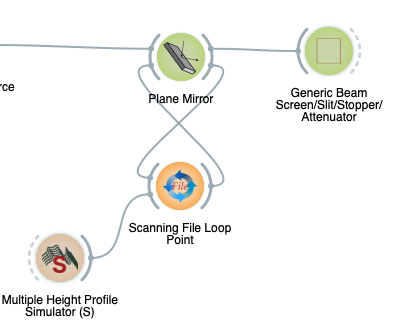 rce
Plane Mirror
Generic Beam
Screen/Slit/Stopper/
Attenuator
File
Scanning File Loop
Point
S
Multiple Height Profile
Simulator (S)